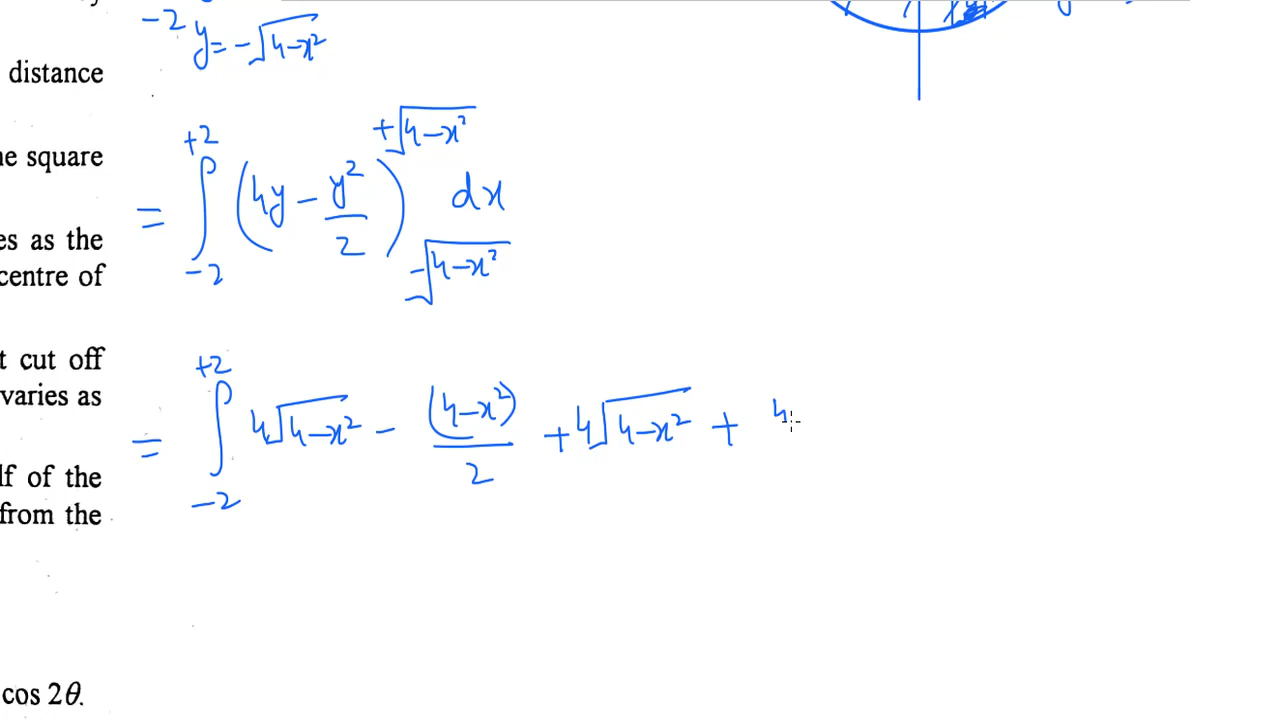 -2 y=-√4-x²
distance
+2 +√4-x²
he square
= ∫ (4y - y²/2) dx
es as the
-2 -√4-x²
centre of
t cut off
+2
varies as
= ∫ 4√4-x² - (4-x²)/2 + 4√4-x² + 4-
-2
lf of the
from the
cos 2θ.